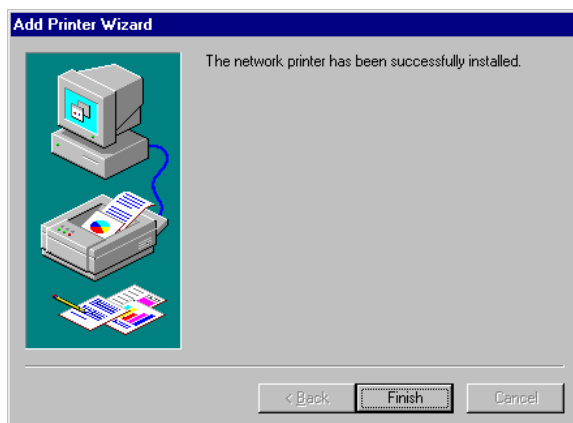 Add Printer Wizard
The network printer has been successfully installed.
< Back
Finish
Cancel